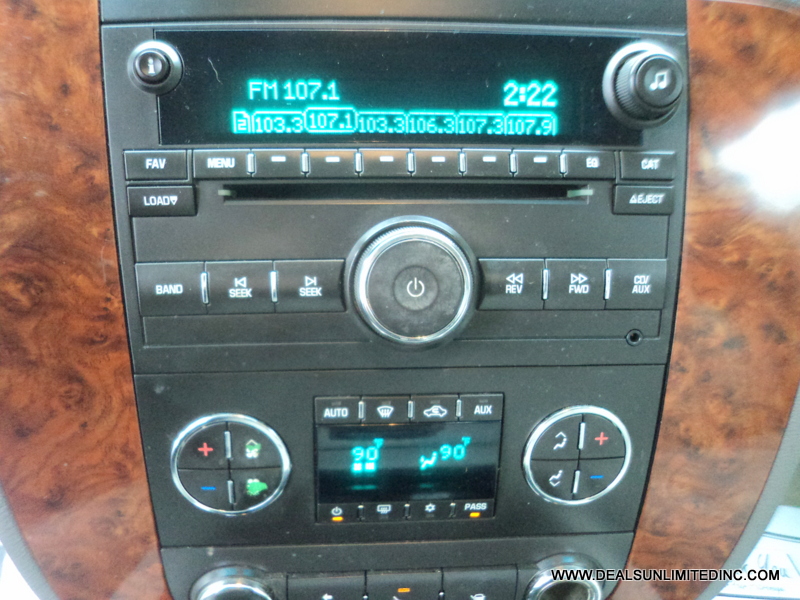 FM 107.1 2:22
103.3 107.1 103.3 106.3 107.3 107.9
FAV MENU EQ CAT
LOAD EJECT
BAND SEEK SEEK REV FWD CD/AUX
AUTO AUX
90°F 90°F
PASS
WWW.DEALSUNLIMITEDINC.COM